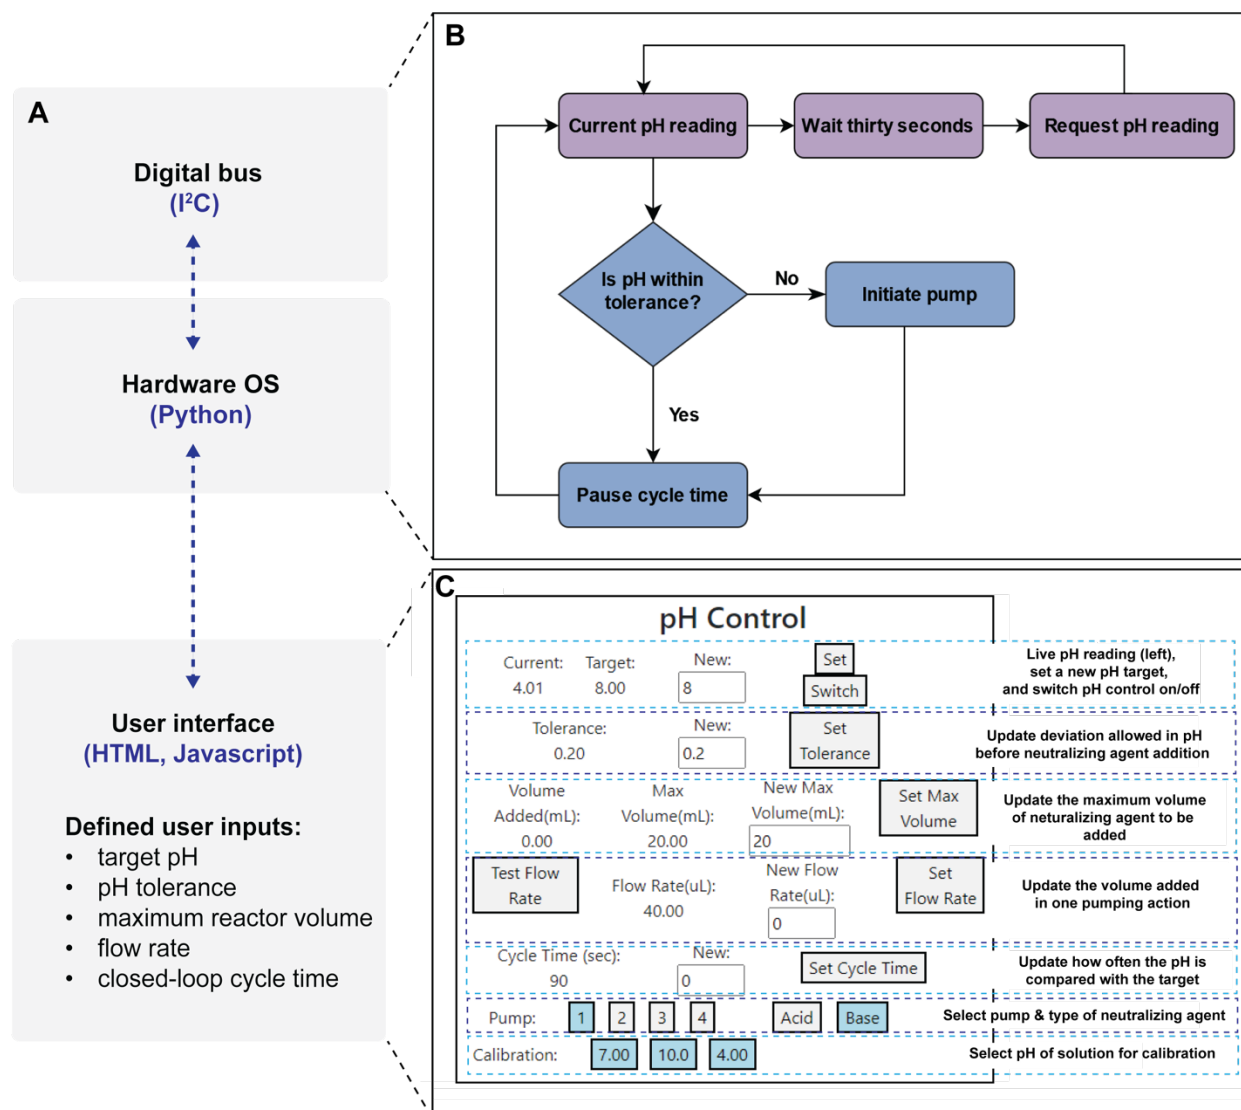 A
Digital bus
(I²C)
Hardware OS
(Python)
User interface
(HTML, Javascript)
Defined user inputs:
• target pH
• pH tolerance
• maximum reactor volume
• flow rate
• closed-loop cycle time
B
Current pH reading
Wait thirty seconds
Request pH reading
Is pH within
tolerance?
No
Initiate pump
Yes
Pause cycle time
C
pH Control
Current:
4.01
Target:
8.00
New:
8
Set
Switch
Live pH reading (left),
set a new pH target,
and switch pH control on/off
Tolerance:
0.20
New:
0.2
Set
Tolerance
Update deviation allowed in pH
before neutralizing agent addition
Volume
Added(mL):
0.00
Max
Volume(mL):
20.00
New Max
Volume(mL):
20
Set Max
Volume
Update the maximum volume
of neturalizing agent to be
added
Test Flow
Rate
Flow Rate(uL):
40.00
New Flow
Rate(uL):
0
Set
Flow Rate
Update the volume added
in one pumping action
Cycle Time (sec):
90
New:
0
Set Cycle Time
Update how often the pH is
compared with the target
Pump: 1 2 3 4 Acid Base
Select pump & type of neutralizing agent
Calibration: 7.00 10.0 4.00
Select pH of solution for calibration